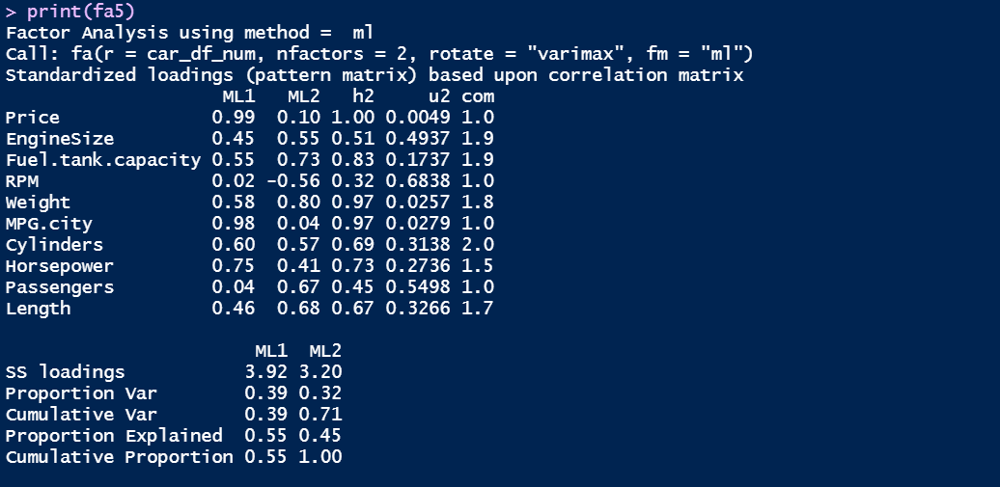 > print(fa5)
Factor Analysis using method =  ml
Call: fa(r = car_df_num, nfactors = 2, rotate = "varimax", fm = "ml")
Standardized loadings (pattern matrix) based upon correlation matrix
                    ML1   ML2   h2     u2 com
Price              0.99  0.10 1.00 0.0049 1.0
EngineSize         0.45  0.55 0.51 0.4937 1.9
Fuel.tank.capacity 0.55  0.73 0.83 0.1737 1.9
RPM                0.02 -0.56 0.32 0.6838 1.0
Weight             0.58  0.80 0.97 0.0257 1.8
MPG.city           0.98  0.04 0.97 0.0279 1.0
Cylinders          0.60  0.57 0.69 0.3138 2.0
Horsepower         0.75  0.41 0.73 0.2736 1.5
Passengers         0.04  0.67 0.45 0.5498 1.0
Length             0.46  0.68 0.67 0.3266 1.7
                       ML1  ML2
SS loadings           3.92 3.20
Proportion Var        0.39 0.32
Cumulative Var        0.39 0.71
Proportion Explained  0.55 0.45
Cumulative Proportion 0.55 1.00